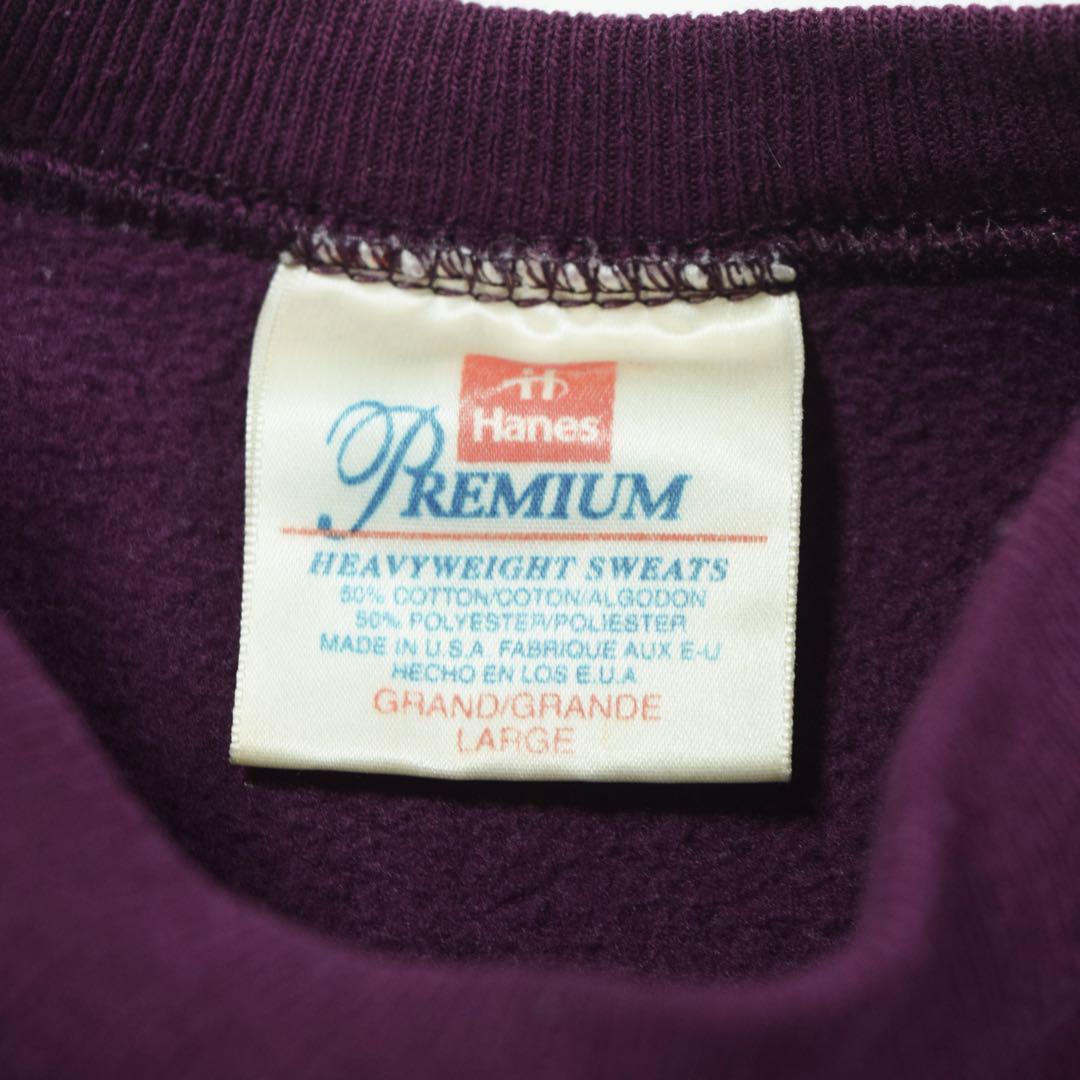 Hanes
PREMIUM
HEAVYWEIGHT SWEATS
50% COTTON/COTON/ALGODON
50% POLYESTER/POLIESTER
MADE IN U.S.A. FABRIQUE AUX E-U
HECHO EN LOS E.U.A.
GRAND/GRANDE
LARGE